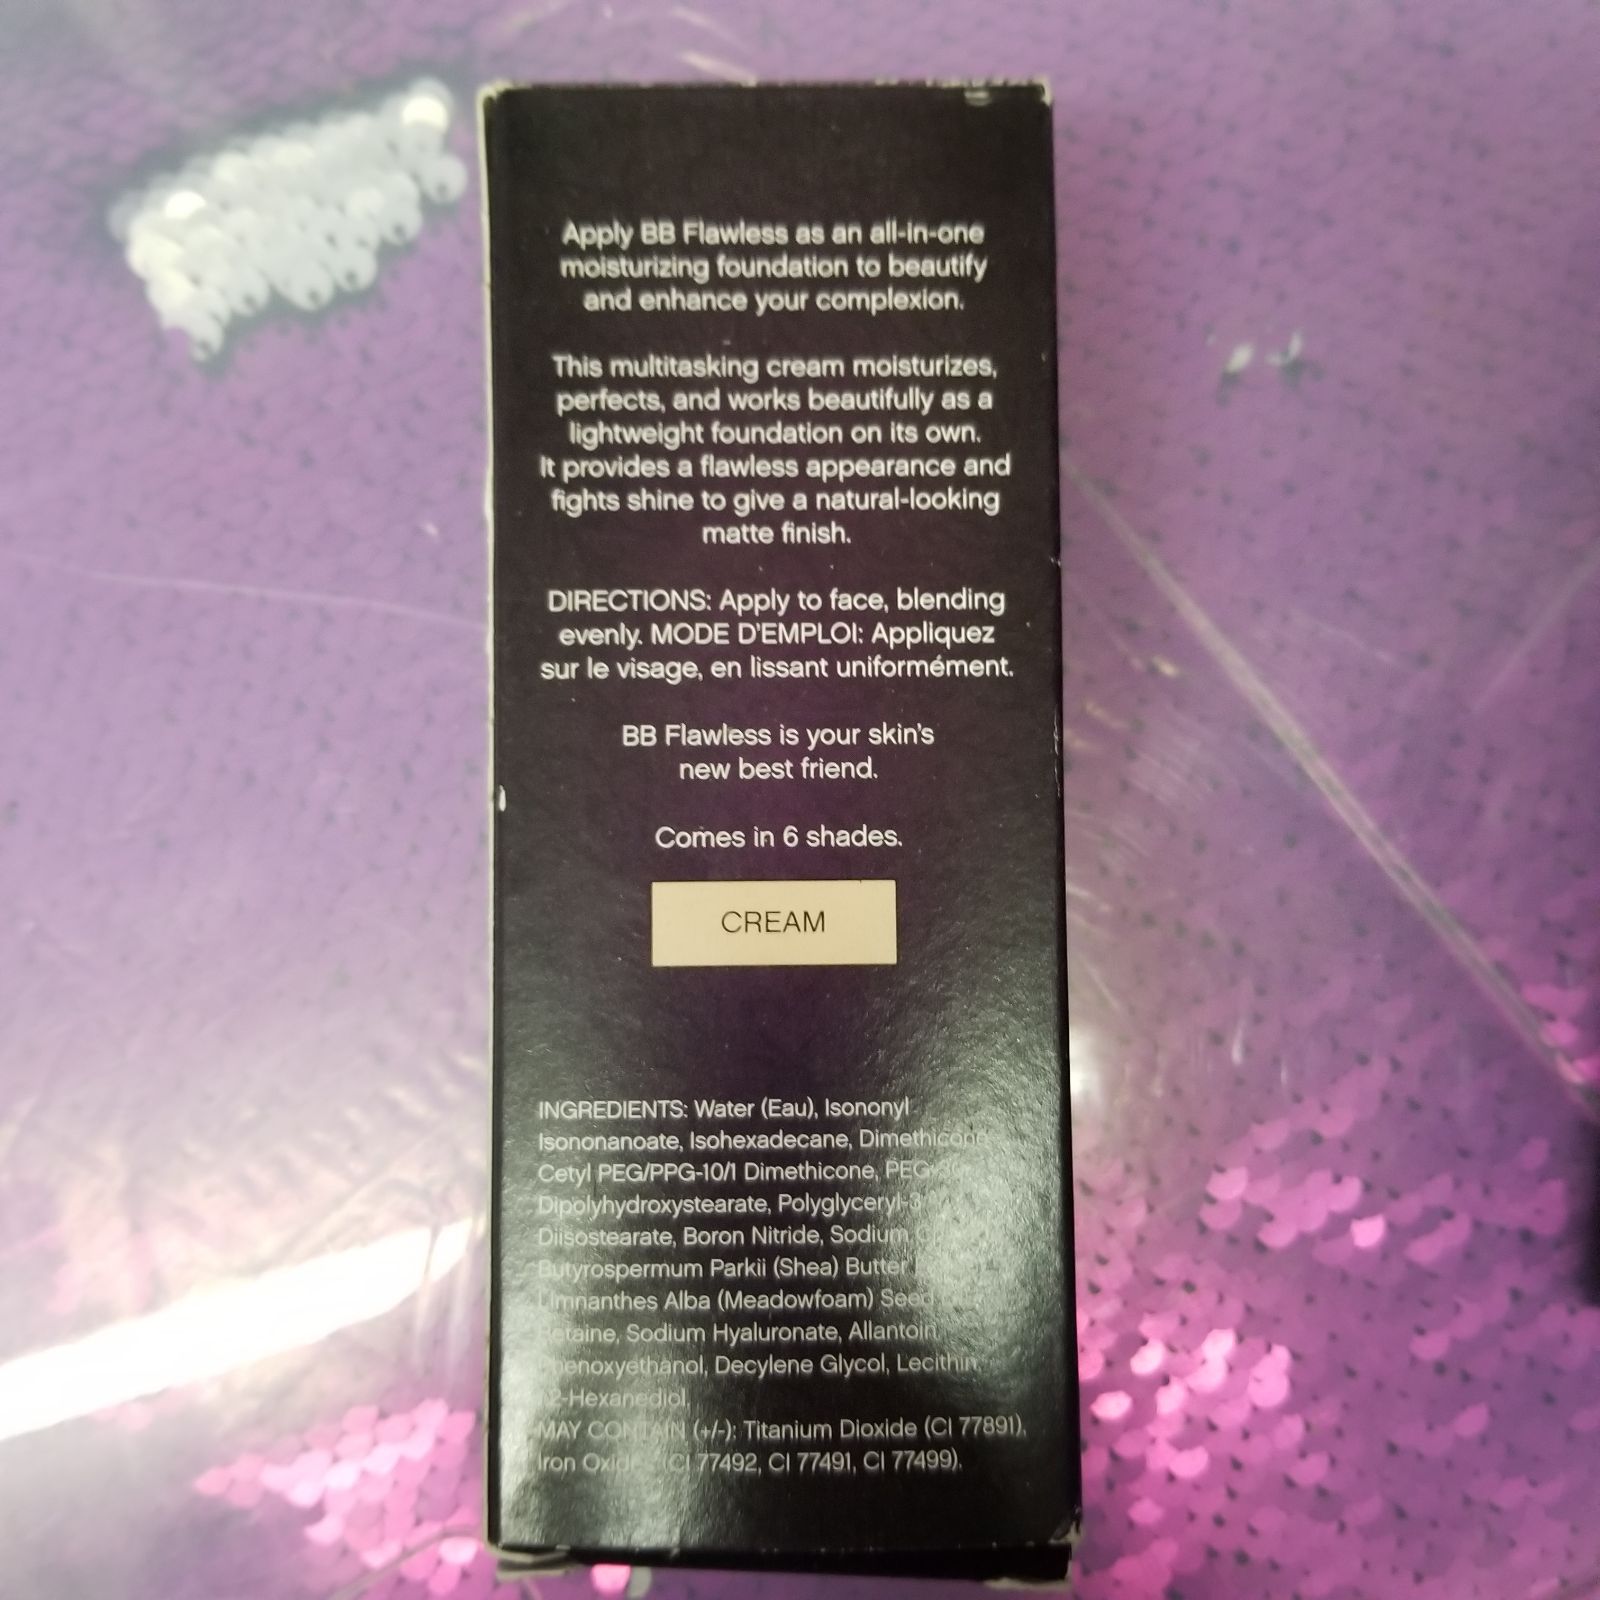 Apply BB Flawless as an all-in-one
moisturizing foundation to beautify
and enhance your complexion.
This multitasking cream moisturizes,
perfects, and works beautifully as a
lightweight foundation on its own.
It provides a flawless appearance and
fights shine to give a natural-looking
matte finish.
DIRECTIONS: Apply to face, blending
evenly. MODE D'EMPLOI: Appliquez
sur le visage, en lissant uniformément.
BB Flawless is your skin's
new best friend.
Comes in 6 shades.
CREAM
INGREDIENTS: Water (Eau), Isononyl
Isononanoate, Isohexadecane, Dimethicone
Cetyl PEG/PPG-10/1 Dimethicone, PEG-30
Dipolyhydroxystearate, Polyglyceryl-3
Diisostearate, Boron Nitride, Sodium
Butyrospermum Parkii (Shea) Butter
Limnanthes Alba (Meadowfoam) Seed
Betaine, Sodium Hyaluronate, Allantoin
Phenoxyethanol, Decylene Glycol, Lecithin,
2-Hexanediol.
MAY CONTAIN (+/-): Titanium Dioxide (CI 77891),
Iron Oxides (CI 77492, CI 77491, CI 77499).